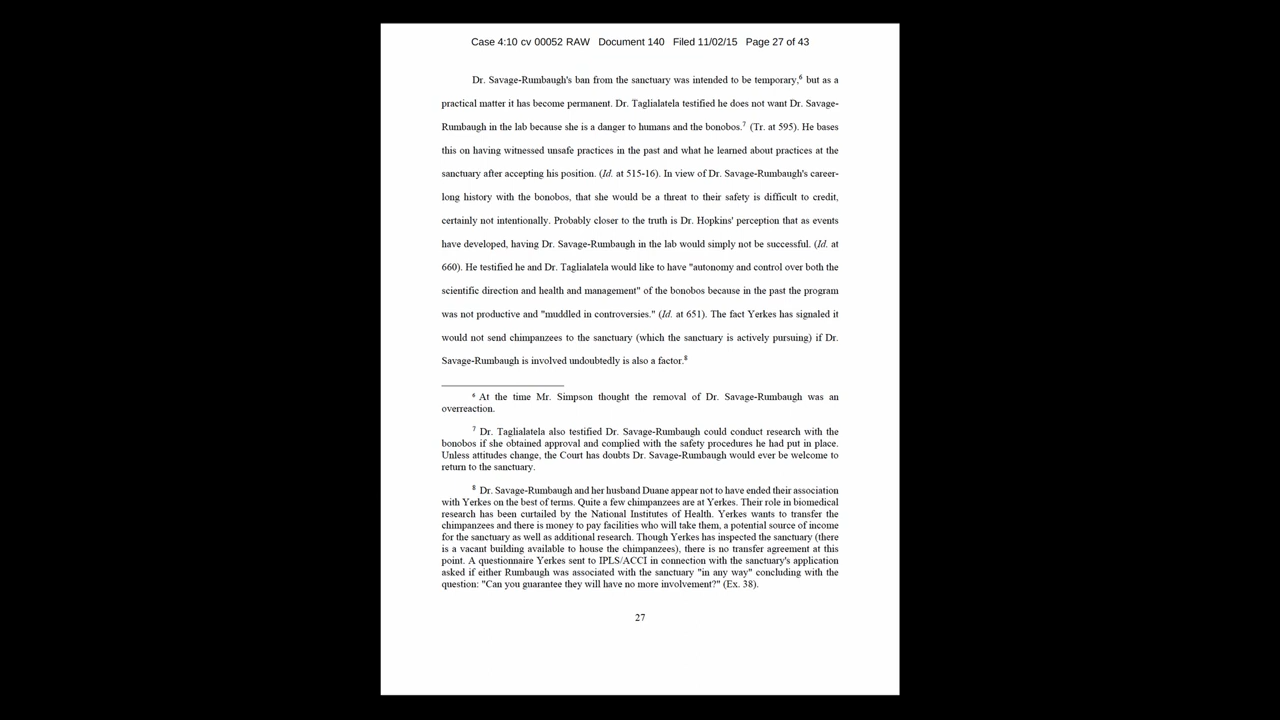 Case 4:10 cv 00052 RAW Document 140 Filed 11/02/15 Page 27 of 43
Dr. Savage-Rumbaugh's ban from the sanctuary was intended to be temporary,6 but as a
practical matter it has become permanent. Dr. Taglialatela testified he does not want Dr. Savage-
Rumbaugh in the lab because she is a danger to humans and the bonobos.7 (Tr. at 595). He bases
this on having witnessed unsafe practices in the past and what he learned about practices at the
sanctuary after accepting his position. (Id. at 515-16). In view of Dr. Savage-Rumbaugh's career-
long history with the bonobos, that she would be a threat to their safety is difficult to credit,
certainly not intentionally. Probably closer to the truth is Dr. Hopkins' perception that as events
have developed, having Dr. Savage-Rumbaugh in the lab would simply not be successful. (Id. at
660). He testified he and Dr. Taglialatela would like to have "autonomy and control over both the
scientific direction and health and management" of the bonobos because in the past the program
was not productive and "muddled in controversies." (Id. at 651). The fact Yerkes has signaled it
would not send chimpanzees to the sanctuary (which the sanctuary is actively pursuing) if Dr.
Savage-Rumbaugh is involved undoubtedly is also a factor.8
6 At the time Mr. Simpson thought the removal of Dr. Savage-Rumbaugh was an
overreaction.
7 Dr. Taglialatela also testified Dr. Savage-Rumbaugh could conduct research with the
bonobos if she obtained approval and complied with the safety procedures he had put in place.
Unless attitudes change, the Court has doubts Dr. Savage-Rumbaugh would ever be welcome to
return to the sanctuary.
8 Dr. Savage-Rumbaugh and her husband Duane appear not to have ended their association
with Yerkes on the best of terms. Quite a few chimpanzees are at Yerkes. Their role in biomedical
research has been curtailed by the National Institutes of Health. Yerkes wants to transfer the
chimpanzees and there is money to pay facilities who will take them, a potential source of income
for the sanctuary as well as additional research. Though Yerkes has inspected the sanctuary (there
is a vacant building available to house the chimpanzees), there is no transfer agreement at this
point. A questionnaire Yerkes sent to IPLS/ACCI in connection with the sanctuary's application
asked if either Rumbaugh was associated with the sanctuary "in any way" concluding with the
question: "Can you guarantee they will have no more involvement?" (Ex. 38).
27